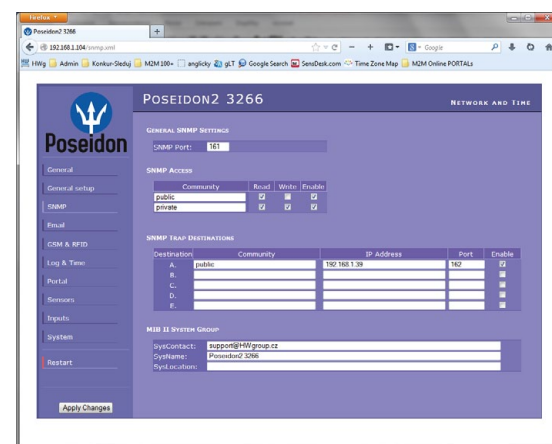 Firefox
Poseidon2 3266
192.168.1.104/snmp.xml
Google
HWg Admin Konkur-Sleduj M2M 100+ anglicky gLT Google Search SensDesk.com Time Zone Map M2M Online PORTALs
Poseidon2 3266
Network and Time
Poseidon
General
General setup
SNMP
Email
GSM & RFID
Log & Time
Portal
Sensors
Inputs
System
Restart
Apply Changes
General SNMP Settings
SNMP Port: 161
SNMP Access
Community Read Write Enable
public
private
SNMP Trap Destinations
Destination Community IP Address Port Enable
A. public 192.168.1.39 162
B.
C.
D.
E.
MIB II System Group
SysContact: support@HWgroup.cz
SysName: Poseidon2 3266
SysLocation: